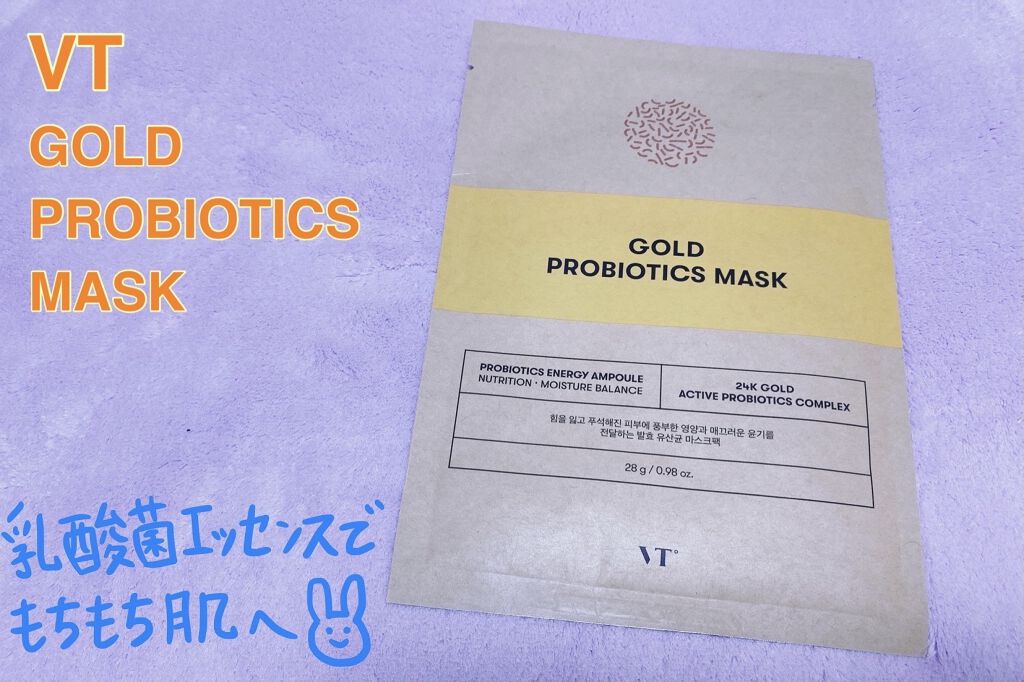 VT
GOLD
PROBIOTICS
MASK
GOLD
PROBIOTICS MASK
PROBIOTICS ENERGY AMPOULE
NUTRITION · MOISTURE BALANCE
24K GOLD
ACTIVE PROBIOTICS COMPLEX
힘을 잃고 푸석해진 피부에 풍부한 영양과 매끄러운 윤기를
전달하는 발효 유산균 마스크팩
28 g / 0.98 oz.
VT°
乳酸菌エッセンスで
もちもち肌へ